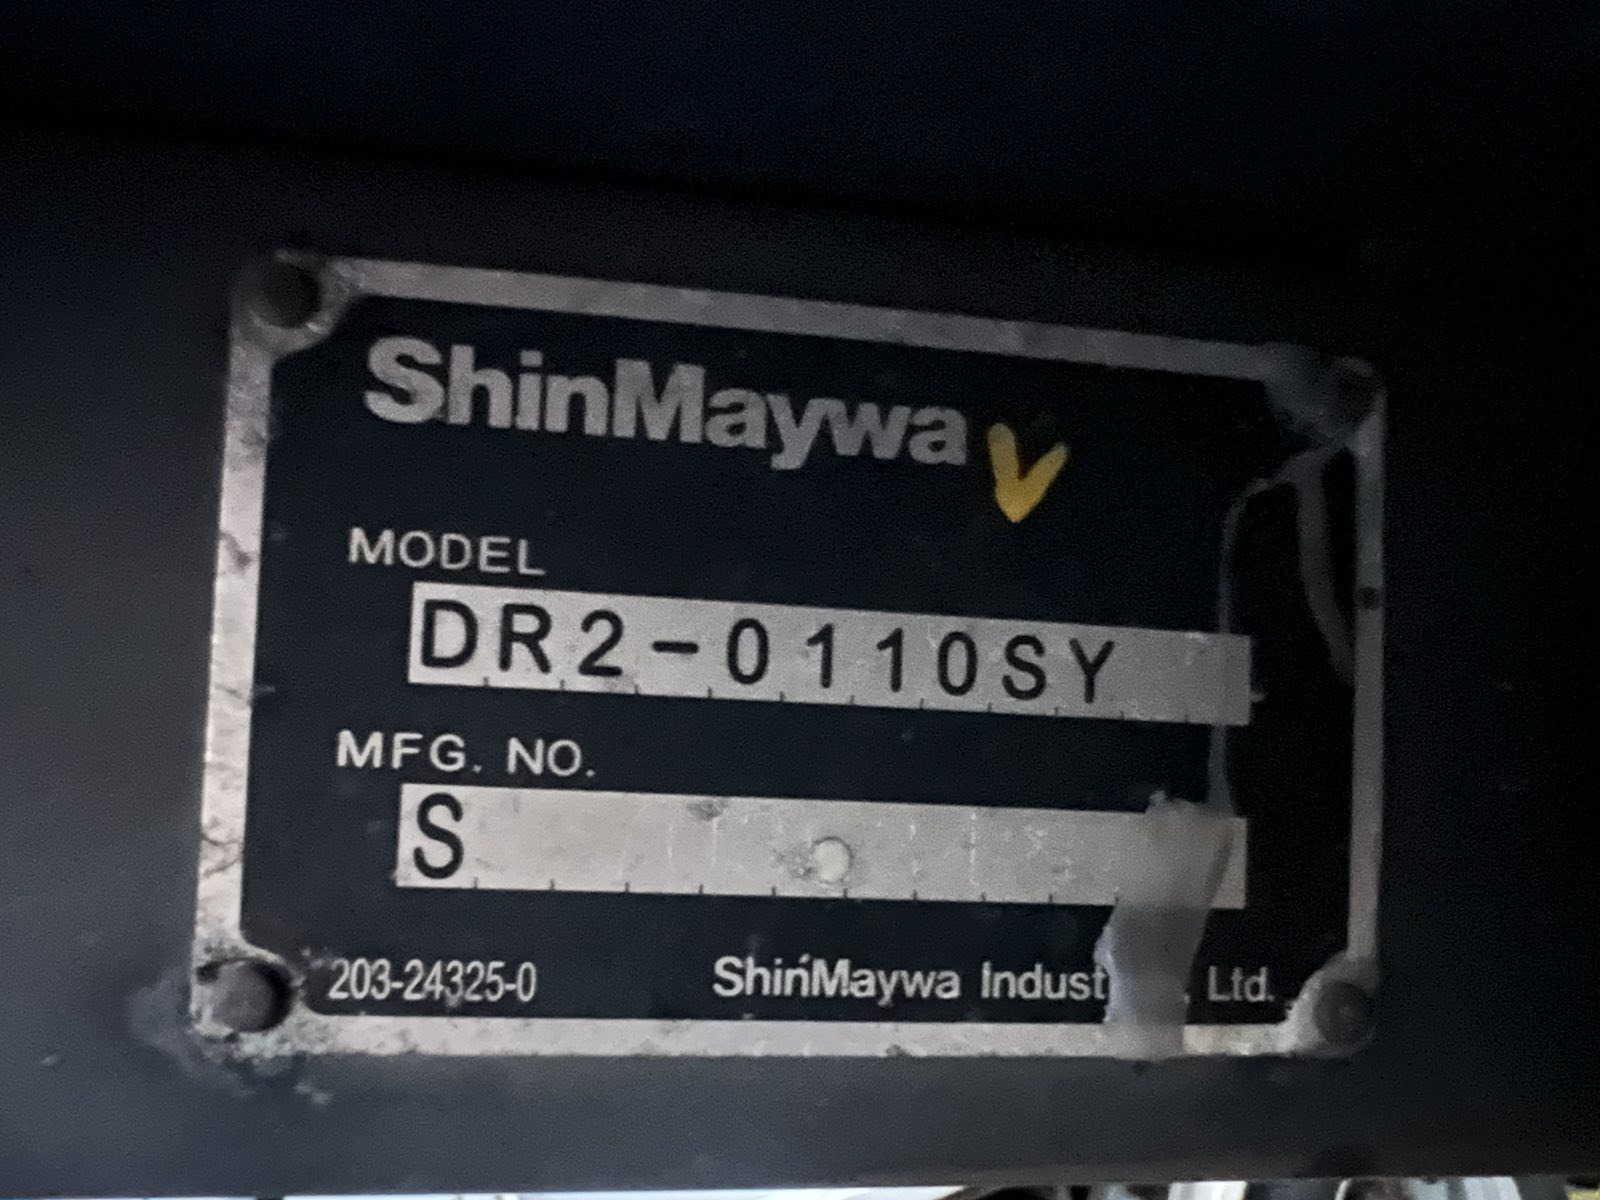 ShinMaywa V
MODEL
DR2-0110SY
MFG. NO.
S
203-24325-0
ShinMaywa Ltd.